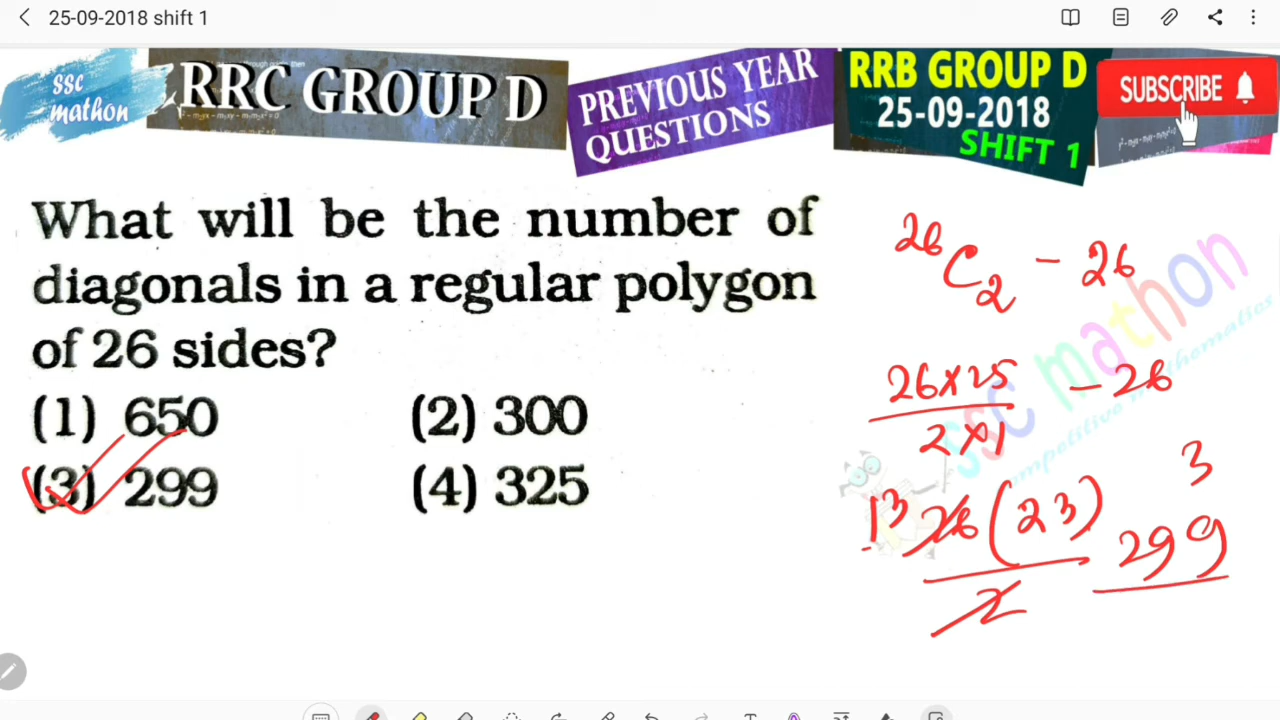 25-09-2018 shift 1
ssc
mathon
RRC GROUP D
PREVIOUS YEAR
QUESTIONS
RRB GROUP D
25-09-2018
SHIFT 1
SUBSCRIBE
What will be the number of
diagonals in a regular polygon
of 26 sides?
(1) 650 (2) 300
(3) 299 (4) 325
26C2 - 26
26×25 - 26
2×1
3
13 26(23) 299
2
ssc mathon